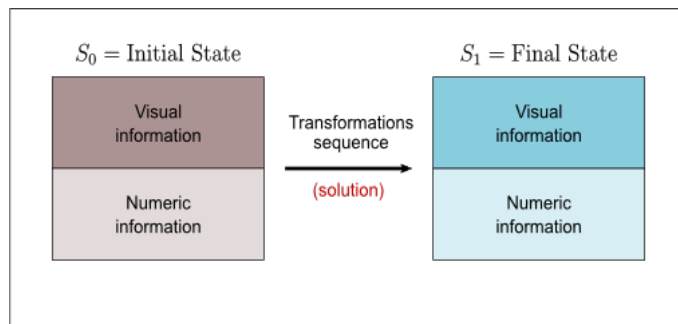 S₀ = Initial State
S₁ = Final State
Visual
information
Numeric
information
Transformations
sequence
(solution)
Visual
information
Numeric
information